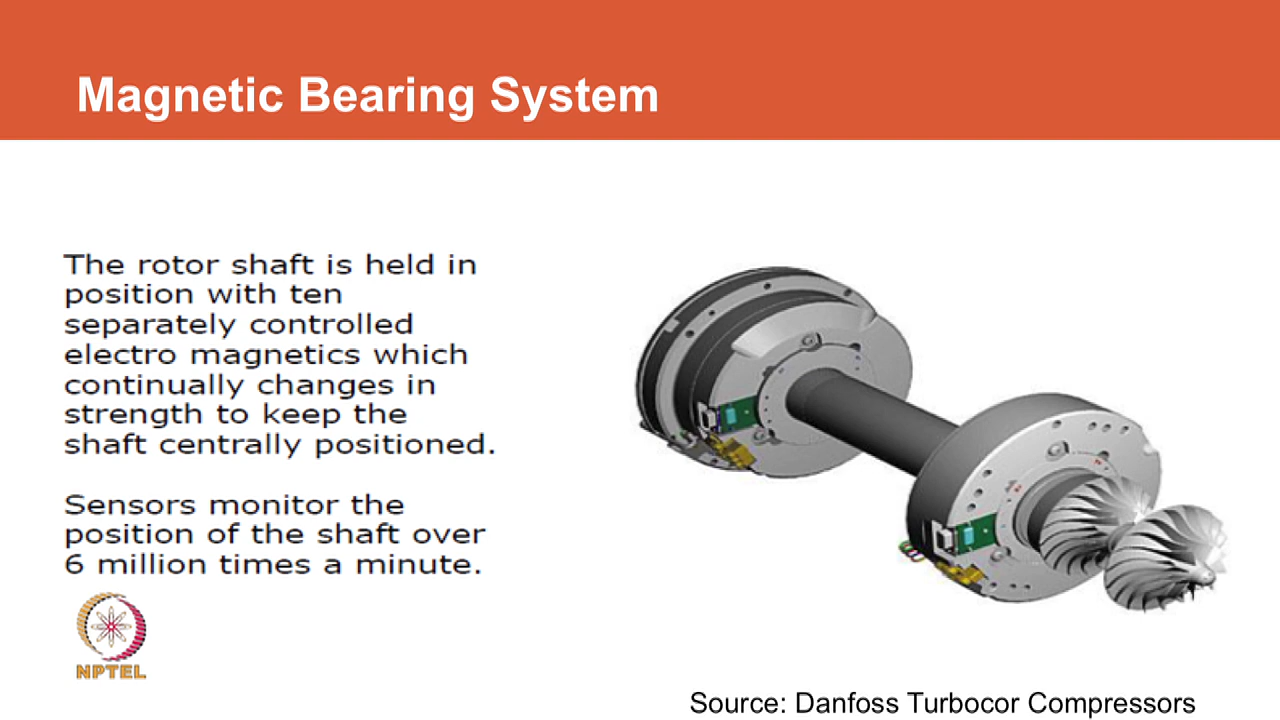 Magnetic Bearing System
The rotor shaft is held in
position with ten
separately controlled
electro magnetics which
continually changes in
strength to keep the
shaft centrally positioned.
Sensors monitor the
position of the shaft over
6 million times a minute.
NPTEL
Source: Danfoss Turbocor Compressors